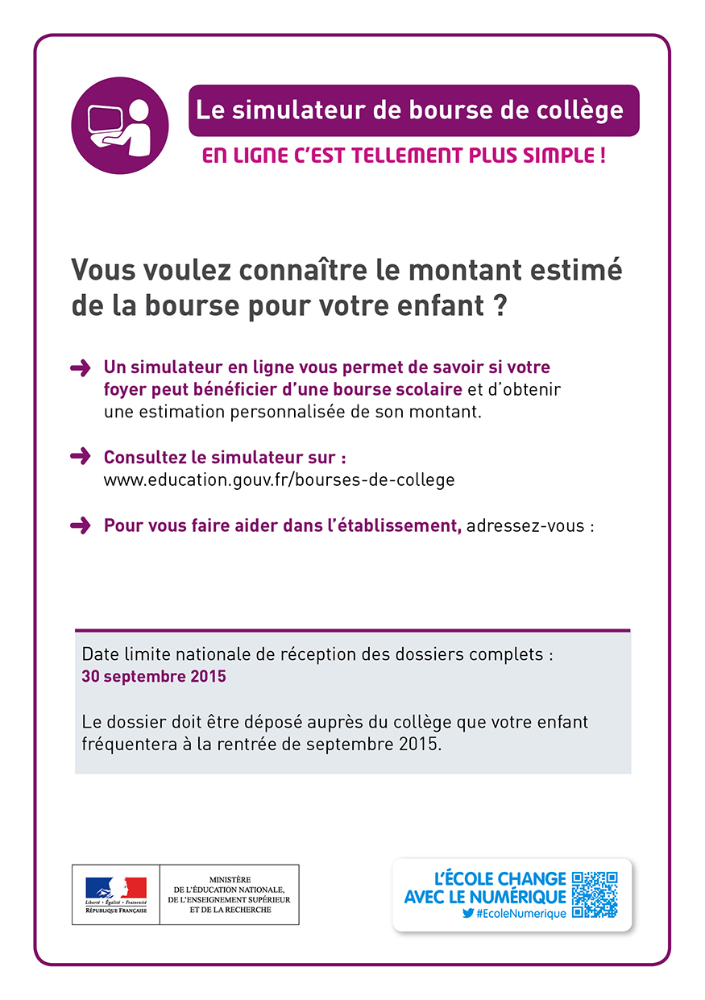 Le simulateur de bourse de collège
EN LIGNE C'EST TELLEMENT PLUS SIMPLE !
Vous voulez connaître le montant estimé
de la bourse pour votre enfant ?
Un simulateur en ligne vous permet de savoir si votre
foyer peut bénéficier d'une bourse scolaire et d'obtenir
une estimation personnalisée de son montant.
Consultez le simulateur sur :
www.education.gouv.fr/bourses-de-college
Pour vous faire aider dans l'établissement, adressez-vous :
Date limite nationale de réception des dossiers complets :
30 septembre 2015
Le dossier doit être déposé auprès du collège que votre enfant
fréquentera à la rentrée de septembre 2015.
Liberté • Égalité • Fraternité
RÉPUBLIQUE FRANÇAISE
MINISTÈRE
DE L'ÉDUCATION NATIONALE,
DE L'ENSEIGNEMENT SUPÉRIEUR
ET DE LA RECHERCHE
L'ÉCOLE CHANGE
AVEC LE NUMÉRIQUE
#EcoleNumerique